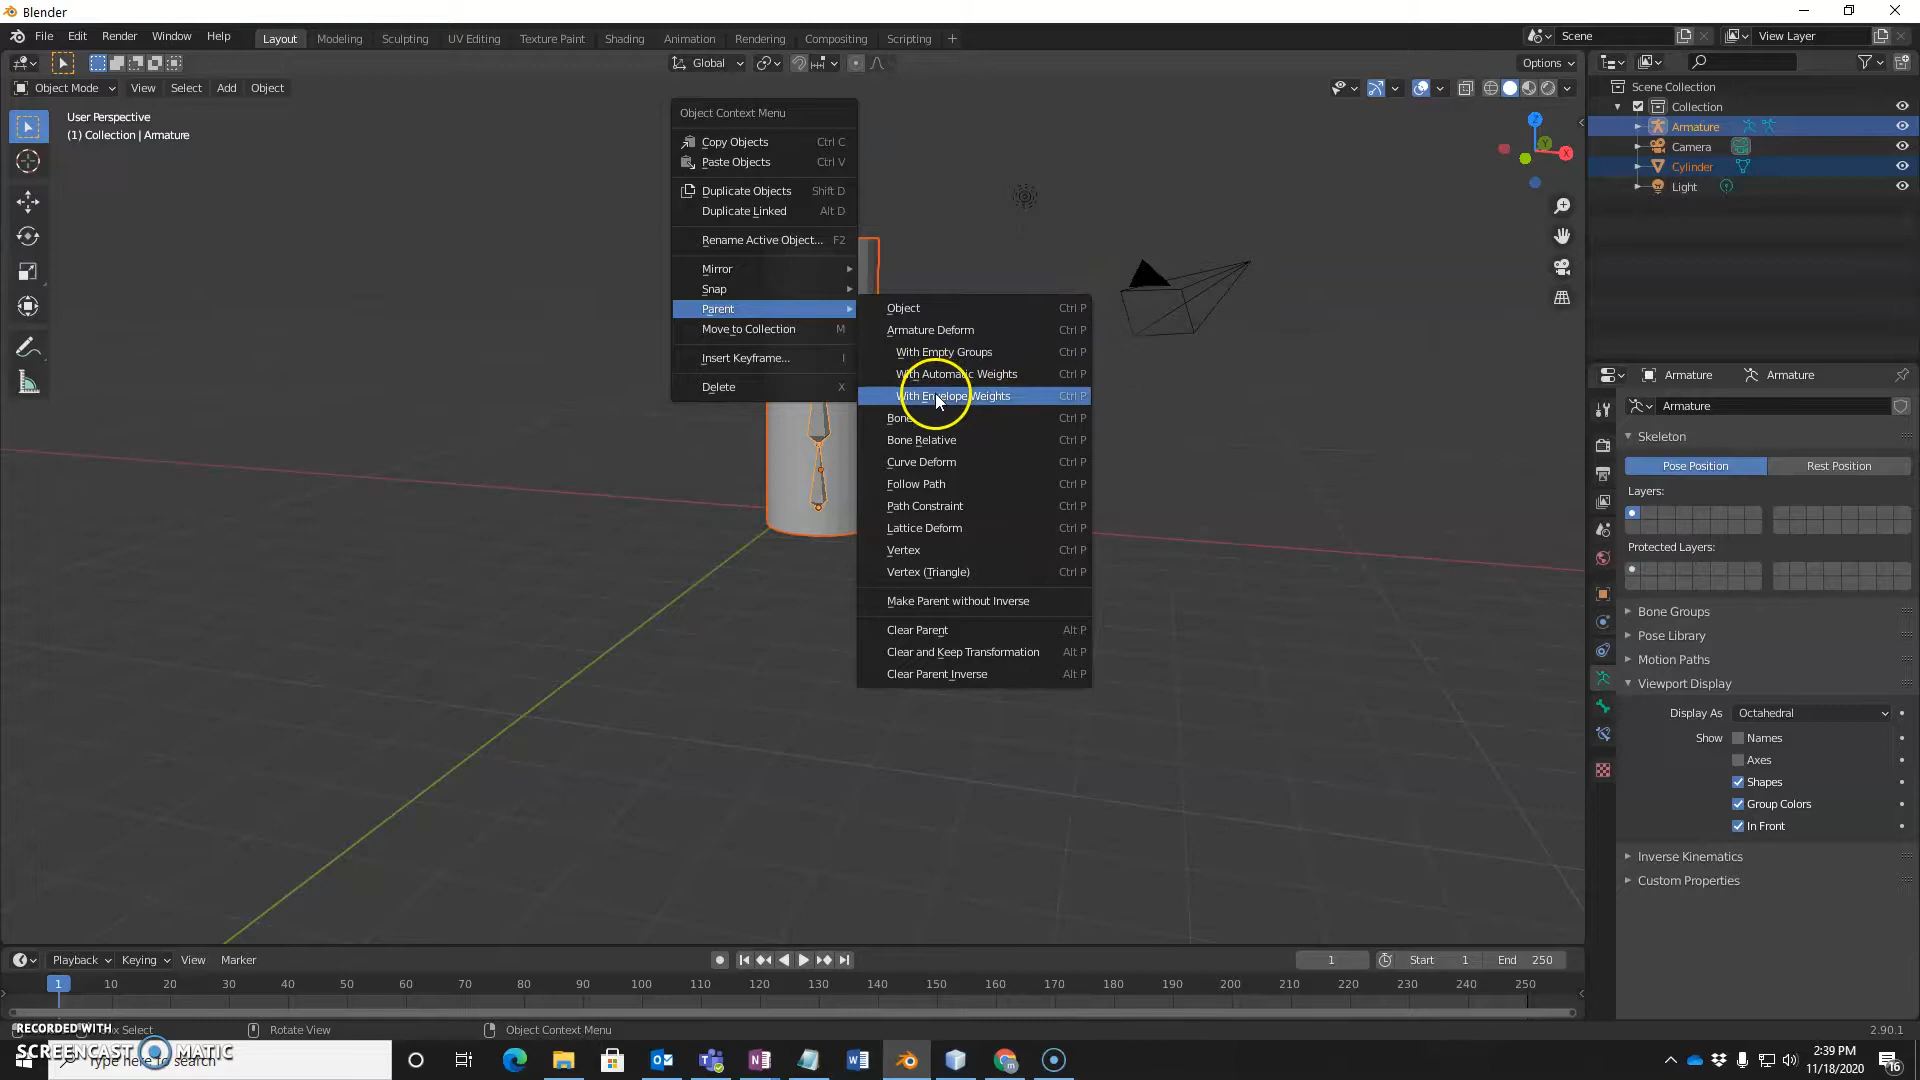 Blender
File Edit Render Window Help
Layout Modeling Sculpting UV Editing Texture Paint Shading Animation Rendering Compositing Scripting +
Scene
View Layer
Global
Options
Object Mode View Select Add Object
User Perspective
(1) Collection | Armature
Object Context Menu
Copy Objects Ctrl C
Paste Objects Ctrl V
Duplicate Objects Shift D
Duplicate Linked Alt D
Rename Active Object... F2
Mirror
Snap
Parent
Move to Collection M
Insert Keyframe... I
Delete X
Object Ctrl P
Armature Deform Ctrl P
With Empty Groups Ctrl P
With Automatic Weights Ctrl P
With Envelope Weights Ctrl P
Bone Ctrl P
Bone Relative Ctrl P
Curve Deform Ctrl P
Follow Path Ctrl P
Path Constraint Ctrl P
Lattice Deform Ctrl P
Vertex Ctrl P
Vertex (Triangle) Ctrl P
Make Parent without Inverse
Clear Parent Alt P
Clear and Keep Transformation Alt P
Clear Parent Inverse Alt P
Z
Y
X
Scene Collection
Collection
Armature
Camera
Cylinder
Light
Armature Armature
Armature
Skeleton
Pose Position Rest Position
Layers:
Protected Layers:
Bone Groups
Pose Library
Motion Paths
Viewport Display
Display As Octahedral
Show Names
Axes
Shapes
Group Colors
In Front
Inverse Kinematics
Custom Properties
Playback Keying View Marker
1 Start 1 End 250
1 10 20 30 40 50 60 70 80 90 100 110 120 130 140 150 160 170 180 190 200 210 220 230 240 250
RECORDED WITH
Select Rotate View Object Context Menu 2.90.1
SCREENCAST MATIC
Type here to search
2:39 PM
11/18/2020
16